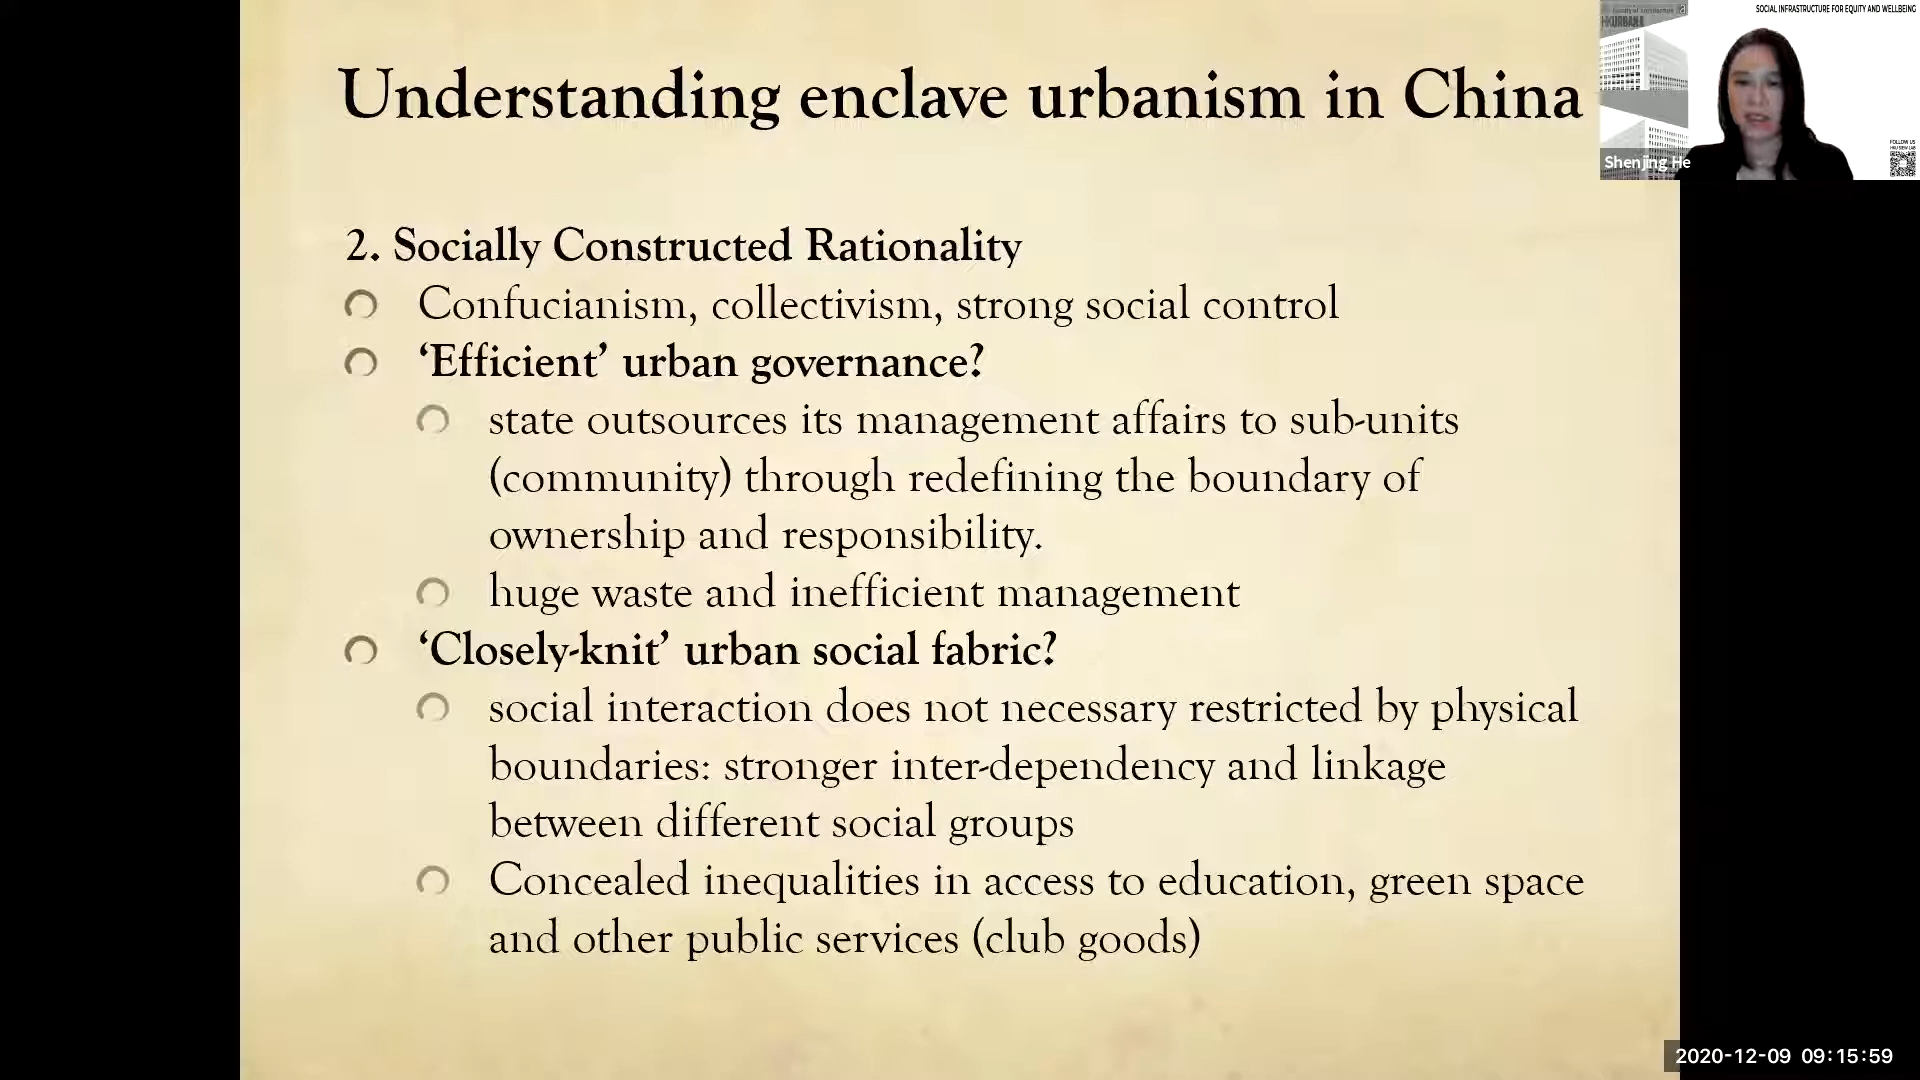 Understanding enclave urbanism in China
SOCIAL INFRASTRUCTURE FOR EQUITY AND WELLBEING
Shenjing He
FOLLOW US
2. Socially Constructed Rationality
Confucianism, collectivism, strong social control
‘Efficient’ urban governance?
state outsources its management affairs to sub-units
(community) through redefining the boundary of
ownership and responsibility.
huge waste and inefficient management
‘Closely-knit’ urban social fabric?
social interaction does not necessary restricted by physical
boundaries: stronger inter-dependency and linkage
between different social groups
Concealed inequalities in access to education, green space
and other public services (club goods)
2020-12-09 09:15:59